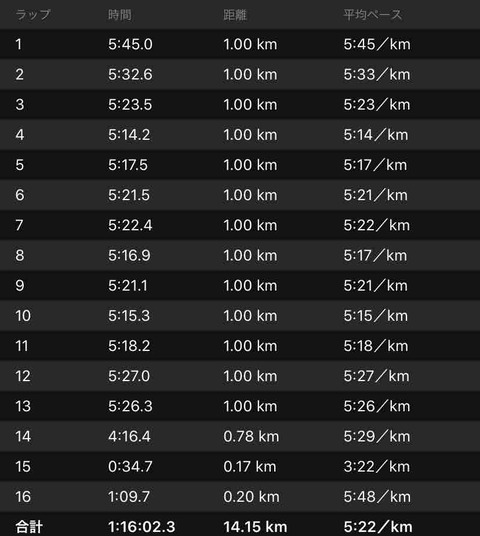 ラップ 時間 距離 平均ペース
1 5:45.0 1.00 km 5:45／km
2 5:32.6 1.00 km 5:33／km
3 5:23.5 1.00 km 5:23／km
4 5:14.2 1.00 km 5:14／km
5 5:17.5 1.00 km 5:17／km
6 5:21.5 1.00 km 5:21／km
7 5:22.4 1.00 km 5:22／km
8 5:16.9 1.00 km 5:17／km
9 5:21.1 1.00 km 5:21／km
10 5:15.3 1.00 km 5:15／km
11 5:18.2 1.00 km 5:18／km
12 5:27.0 1.00 km 5:27／km
13 5:26.3 1.00 km 5:26／km
14 4:16.4 0.78 km 5:29／km
15 0:34.7 0.17 km 3:22／km
16 1:09.7 0.20 km 5:48／km
合計 1:16:02.3 14.15 km 5:22／km